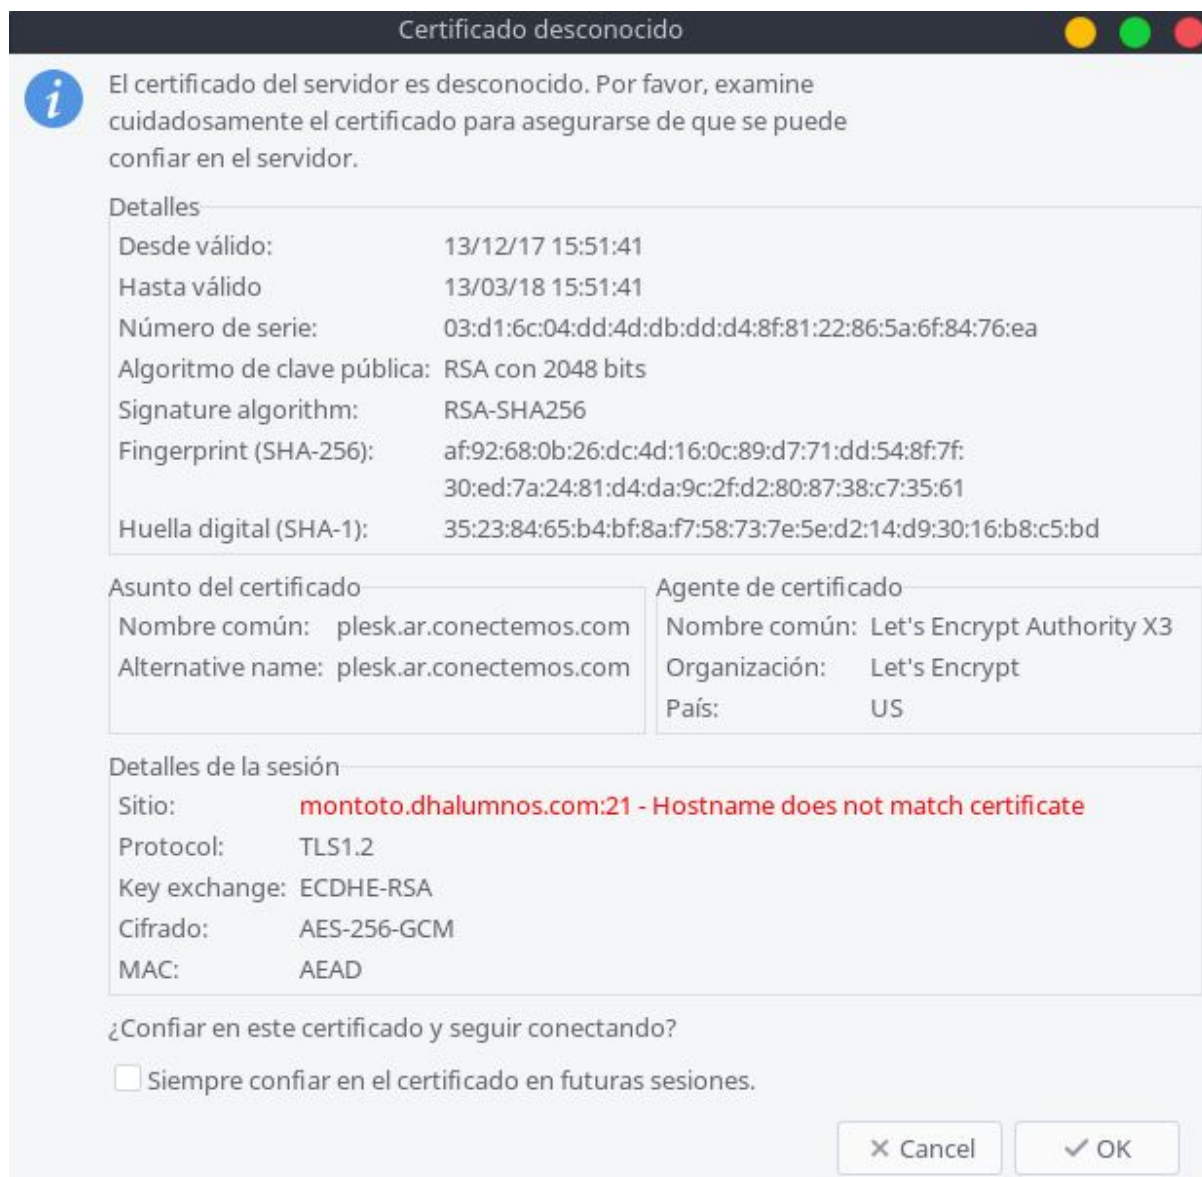 Certificado desconocido
El certificado del servidor es desconocido. Por favor, examine
cuidadosamente el certificado para asegurarse de que se puede
confiar en el servidor.
Detalles
Desde válido: 13/12/17 15:51:41
Hasta válido 13/03/18 15:51:41
Número de serie: 03:d1:6c:04:dd:4d:db:dd:d4:8f:81:22:86:5a:6f:84:76:ea
Algoritmo de clave pública: RSA con 2048 bits
Signature algorithm: RSA-SHA256
Fingerprint (SHA-256): af:92:68:0b:26:dc:4d:16:0c:89:d7:71:dd:54:8f:7f:
30:ed:7a:24:81:d4:da:9c:2f:d2:80:87:38:c7:35:61
Huella digital (SHA-1): 35:23:84:65:b4:bf:8a:f7:58:73:7e:5e:d2:14:d9:30:16:b8:c5:bd
Asunto del certificado
Nombre común: plesk.ar.conectemos.com
Alternative name: plesk.ar.conectemos.com
Agente de certificado
Nombre común: Let's Encrypt Authority X3
Organización: Let's Encrypt
País: US
Detalles de la sesión
Sitio: montoto.dhalumnos.com:21 - Hostname does not match certificate
Protocol: TLS1.2
Key exchange: ECDHE-RSA
Cifrado: AES-256-GCM
MAC: AEAD
¿Confiar en este certificado y seguir conectando?
Siempre confiar en el certificado en futuras sesiones.
Cancel OK